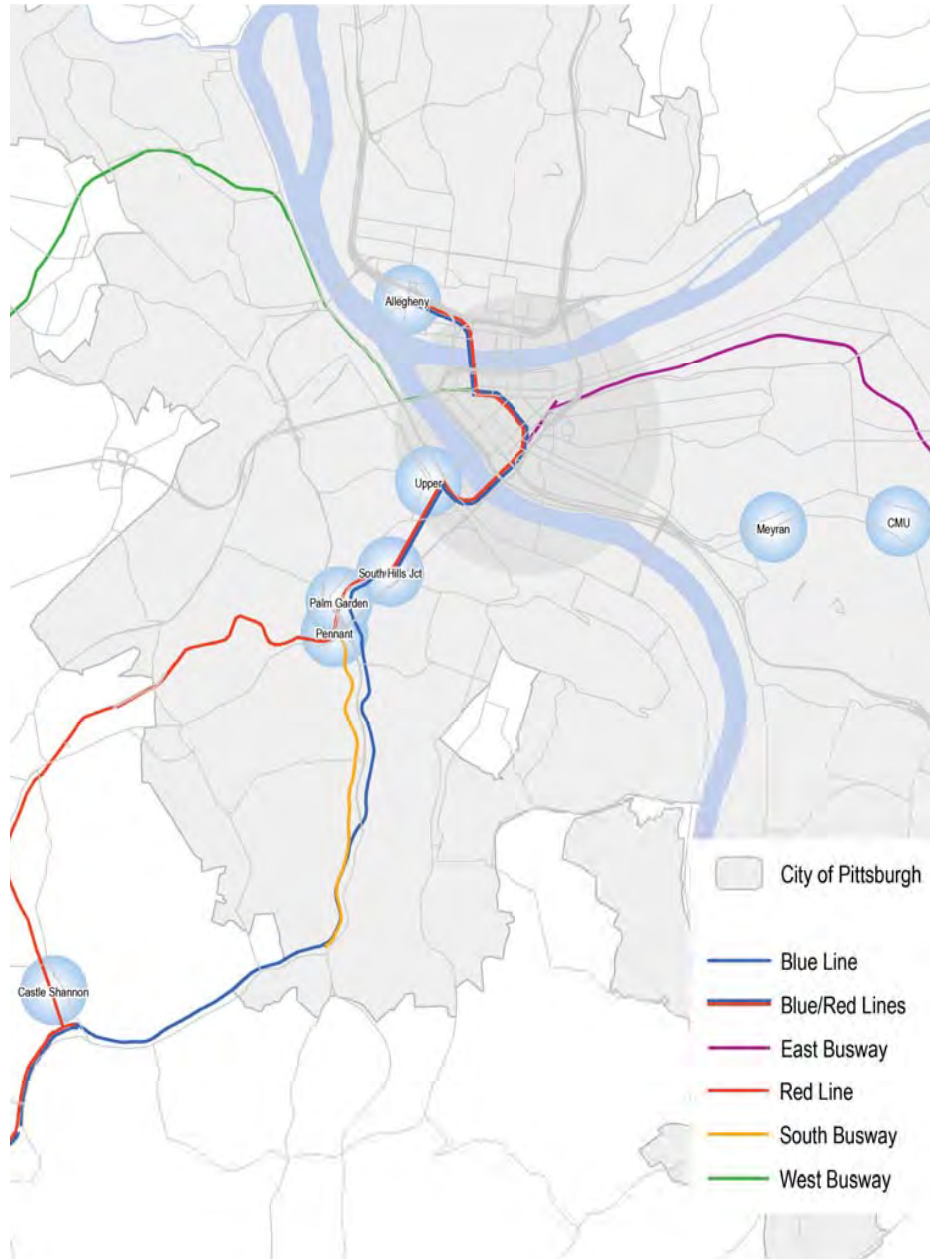 Allegheny
Upper
Meyran
CMU
South Hills Jct
Palm Garden
Pennant
Castle Shannon
City of Pittsburgh
Blue Line
Blue/Red Lines
East Busway
Red Line
South Busway
West Busway